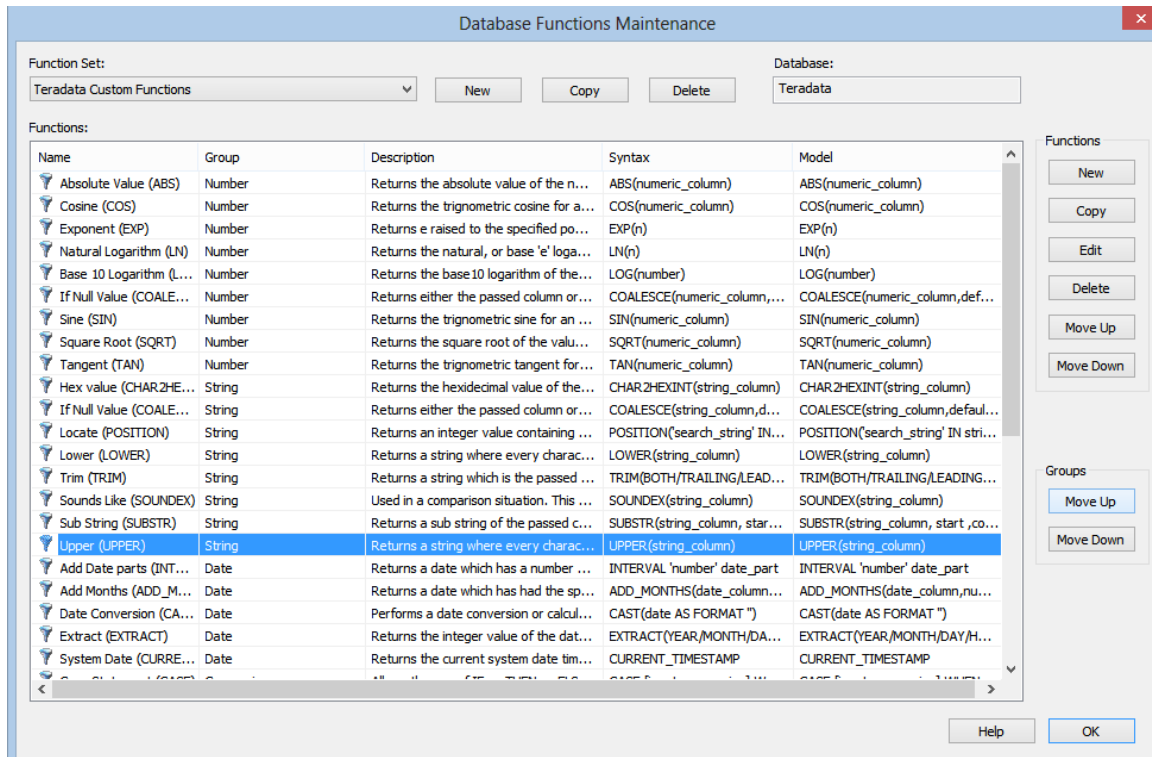 Database Functions Maintenance
Function Set:
Database:
Teradata Custom Functions
New
Copy
Delete
Teradata
Functions:
Functions
Name Group Description Syntax Model
Absolute Value (ABS) Number Returns the absolute value of the n... ABS(numeric_column) ABS(numeric_column)
New
Cosine (COS) Number Returns the trignometric cosine for a... COS(numeric_column) COS(numeric_column)
Copy
Exponent (EXP) Number Returns e raised to the specified po... EXP(n) EXP(n)
Natural Logarithm (LN) Number Returns the natural, or base 'e' loga... LN(n) LN(n)
Edit
Base 10 Logarithm (L... Number Returns the base10 logarithm of the... LOG(number) LOG(number)
If Null Value (COALE... Number Returns either the passed column or... COALESCE(numeric_column,... COALESCE(numeric_column,def...
Delete
Sine (SIN) Number Returns the trignometric sine for an ... SIN(numeric_column) SIN(numeric_column)
Square Root (SQRT) Number Returns the square root of the valu... SQRT(numeric_column) SQRT(numeric_column)
Move Up
Tangent (TAN) Number Returns the trignometric tangent for... TAN(numeric_column) TAN(numeric_column)
Move Down
Hex value (CHAR2HE... String Returns the hexidecimal value of the... CHAR2HEXINT(string_column) CHAR2HEXINT(string_column)
If Null Value (COALE... String Returns either the passed column or... COALESCE(string_column,d... COALESCE(string_column,defaul...
Locate (POSITION) String Returns an integer value containing ... POSITION('search_string' IN... POSITION('search_string' IN stri...
Lower (LOWER) String Returns a string where every charac... LOWER(string_column) LOWER(string_column)
Trim (TRIM) String Returns a string which is the passed ... TRIM(BOTH/TRAILING/LEAD... TRIM(BOTH/TRAILING/LEADING...
Groups
Sounds Like (SOUNDEX) String Used in a comparison situation. This ... SOUNDEX(string_column) SOUNDEX(string_column)
Move Up
Sub String (SUBSTR) String Returns a sub string of the passed c... SUBSTR(string_column, star... SUBSTR(string_column, start ,co...
Upper (UPPER) String Returns a string where every charac... UPPER(string_column) UPPER(string_column)
Move Down
Add Date parts (INT... Date Returns a date which has a number ... INTERVAL 'number' date_part INTERVAL 'number' date_part
Add Months (ADD_M... Date Returns a date which has had the sp... ADD_MONTHS(date_column... ADD_MONTHS(date_column,nu...
Date Conversion (CA... Date Performs a date conversion or calcul... CAST(date AS FORMAT '') CAST(date AS FORMAT '')
Extract (EXTRACT) Date Returns the integer value of the dat... EXTRACT(YEAR/MONTH/DA... EXTRACT(YEAR/MONTH/DAY/H...
System Date (CURRE... Date Returns the current system date tim... CURRENT_TIMESTAMP CURRENT_TIMESTAMP
Help
OK